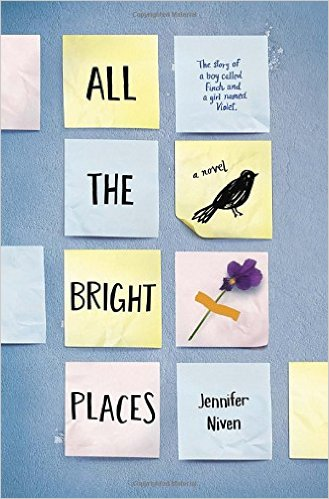 ALL
The story of
a boy called
Finch and
a girl named
Violet.
THE
a novel
BRIGHT
PLACES
Jennifer
Niven